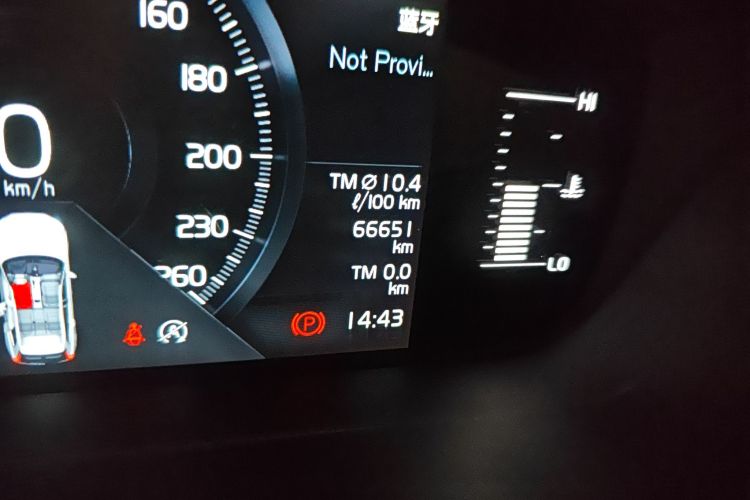 160
蓝牙
Not Provi...
180
HI
0
200
km/h
TM Ø 10.4
ℓ/100 km
230
66651
km
260
TM 0.0
km
LO
P
A
14:43